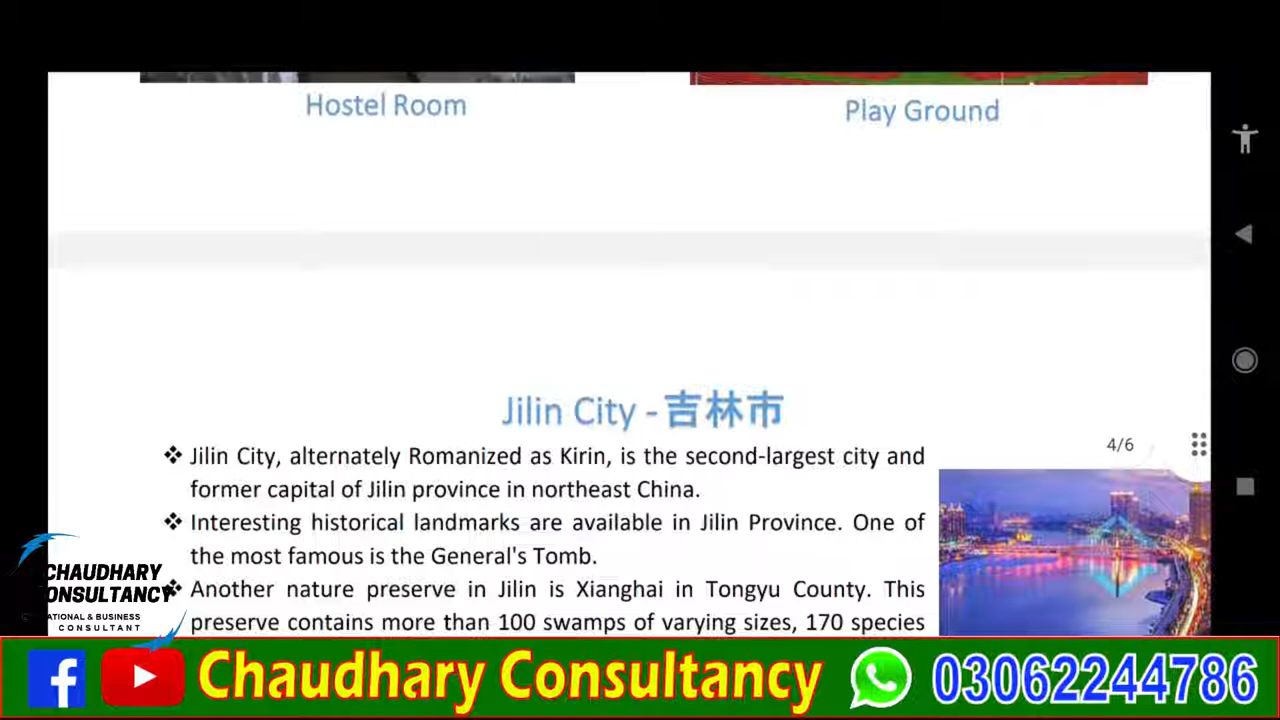 Hostel Room
Play Ground
Jilin City - 吉林市
4/6
❖ Jilin City, alternately Romanized as Kirin, is the second-largest city and
former capital of Jilin province in northeast China.
❖ Interesting historical landmarks are available in Jilin Province. One of
the most famous is the General's Tomb.
❖ Another nature preserve in Jilin is Xianghai in Tongyu County. This
preserve contains more than 100 swamps of varying sizes, 170 species
CHAUDHARY
CONSULTANCY
ATIONAL & BUSINESS
CONSULTANT
Chaudhary Consultancy
03062244786